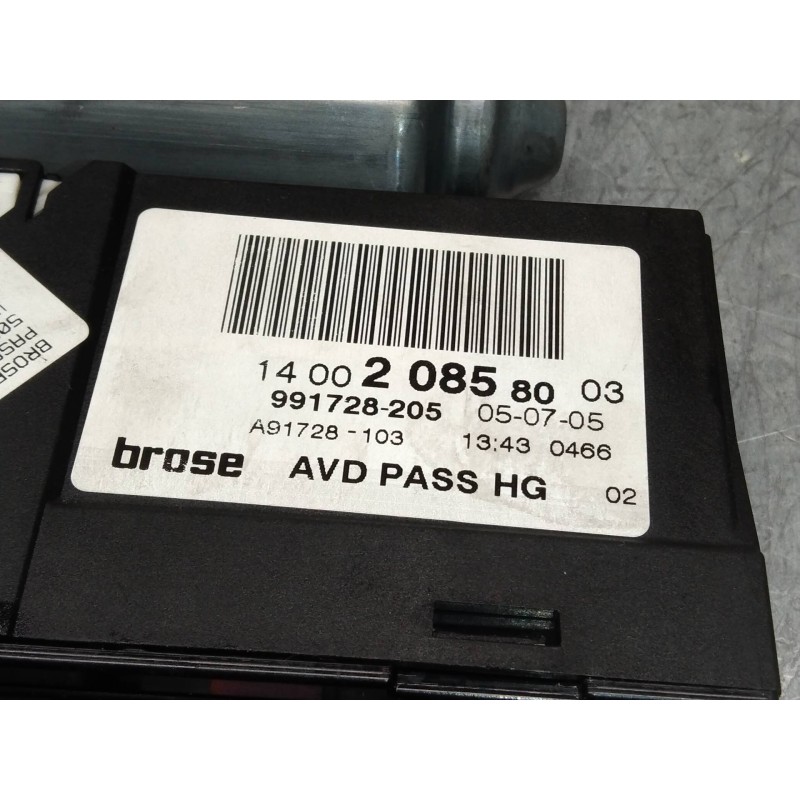 14 00 2 085 80 03
991728-205 05-07-05
A91728-103 13:43 0466
brose AVD PASS HG 02
BROSE